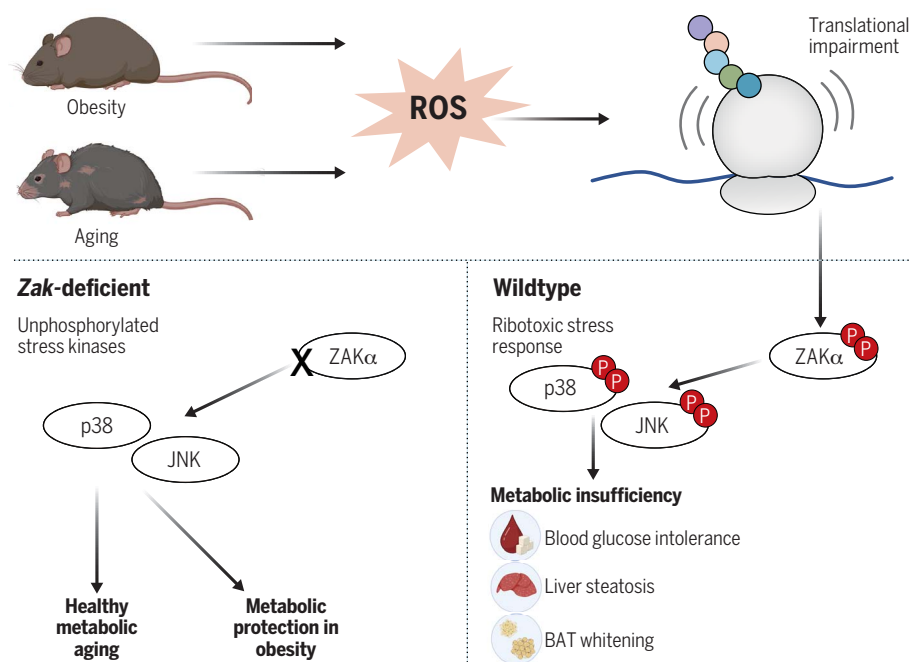 Obesity
Aging
ROS
Translational
impairment
Zak-deficient
Unphosphorylated
stress kinases
X
ZAKα
p38
JNK
Healthy
metabolic
aging
Metabolic
protection in
obesity
Wildtype
Ribotoxic stress
response
P
P
ZAKα
P
P
p38
P
P
JNK
Metabolic insufficiency
Blood glucose intolerance
Liver steatosis
BAT whitening